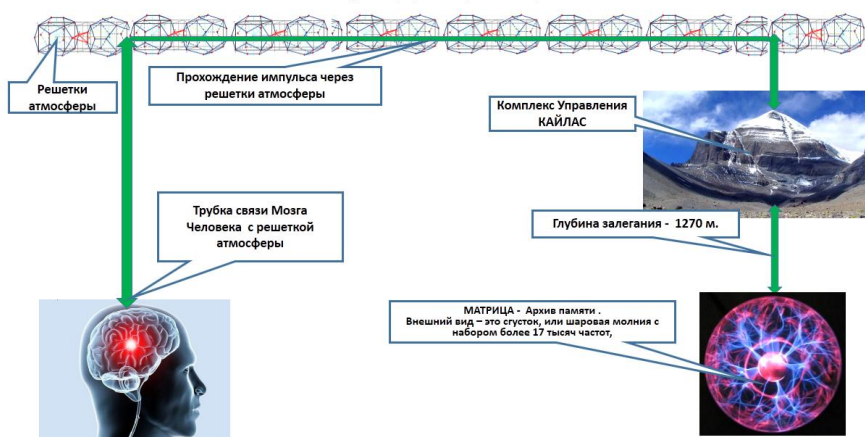 Решетки
атмосферы
Прохождение импульса через
решетки атмосферы
Комплекс Управления
КАЙЛАС
Трубка связи Мозга
Человека с решеткой
атмосферы
Глубина залегания - 1270 м.
МАТРИЦА - Архив памяти .
Внешний вид – это сгусток, или шаровая молния с
набором более 17 тысяч частот,